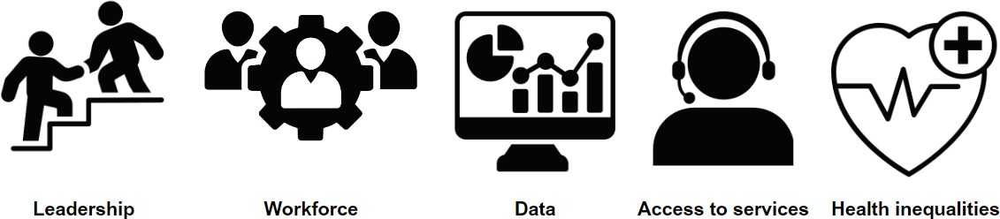 Leadership
Workforce
Data
Access to services
Health inequalities